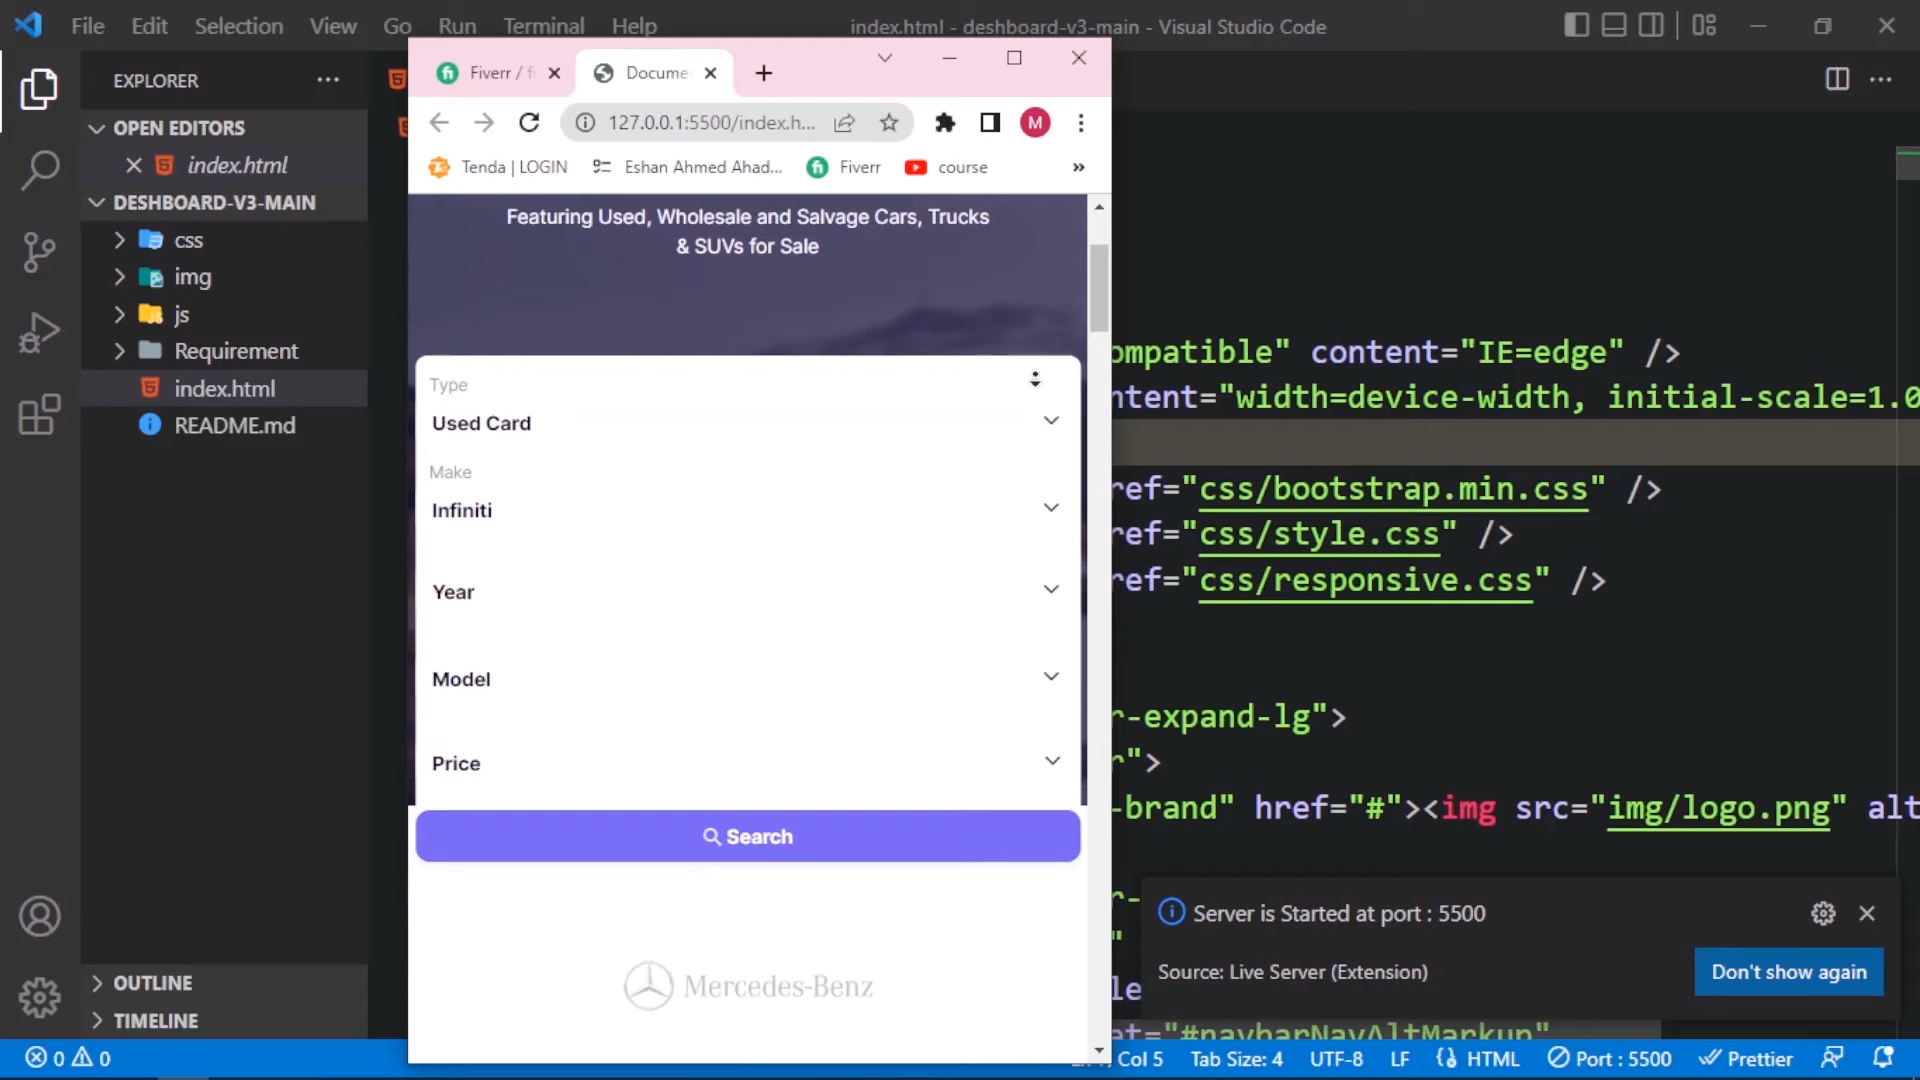 File Edit Selection View Go Run Terminal Help
index.html - deshboard-v3-main - Visual Studio Code
EXPLORER
OPEN EDITORS
index.html
DESHBOARD-V3-MAIN
css
img
js
Requirement
index.html
README.md
OUTLINE
TIMELINE
Fiverr /
Docume
127.0.0.1:5500/index.h...
M
Tenda | LOGIN
Eshan Ahmed Ahad...
Fiverr
course
»
Featuring Used, Wholesale and Salvage Cars, Trucks
& SUVs for Sale
Type
Used Card
Make
Infiniti
Year
Model
Price
Search
Mercedes-Benz
ompatible" content="IE=edge" />
ntent="width=device-width, initial-scale=1.0
ref="css/bootstrap.min.css" />
ref="css/style.css" />
ref="css/responsive.css" />
r-expand-lg">
r">
-brand" href="#"><img src="img/logo.png" alt
r-
"
le
et="#navbarNavAltMarkup"
Server is Started at port : 5500
Source: Live Server (Extension)
Don't show again
0 0
Col 5 Tab Size: 4 UTF-8 LF HTML Port : 5500 Prettier